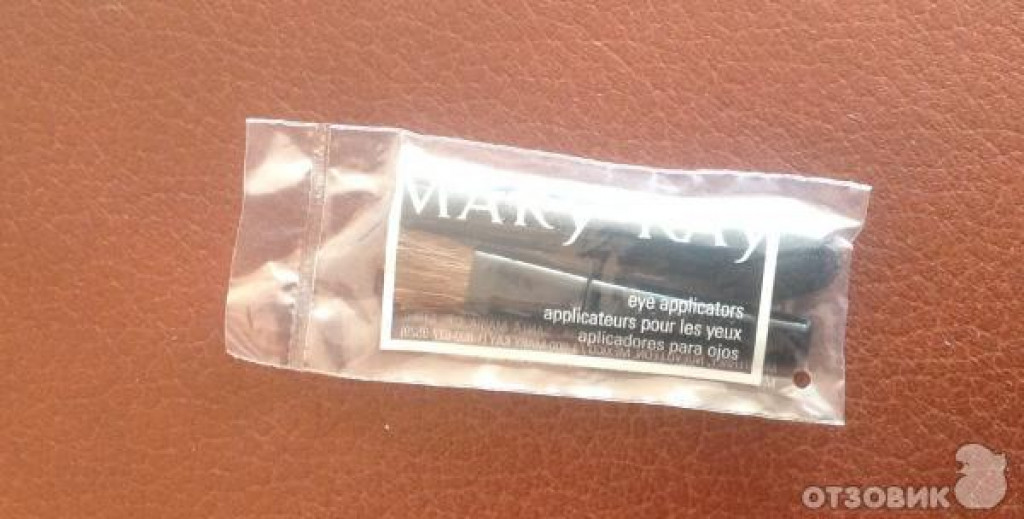 MARY KAY
eye applicators
applicateurs pour les yeux
aplicadores para ojos
ОТЗОВИК